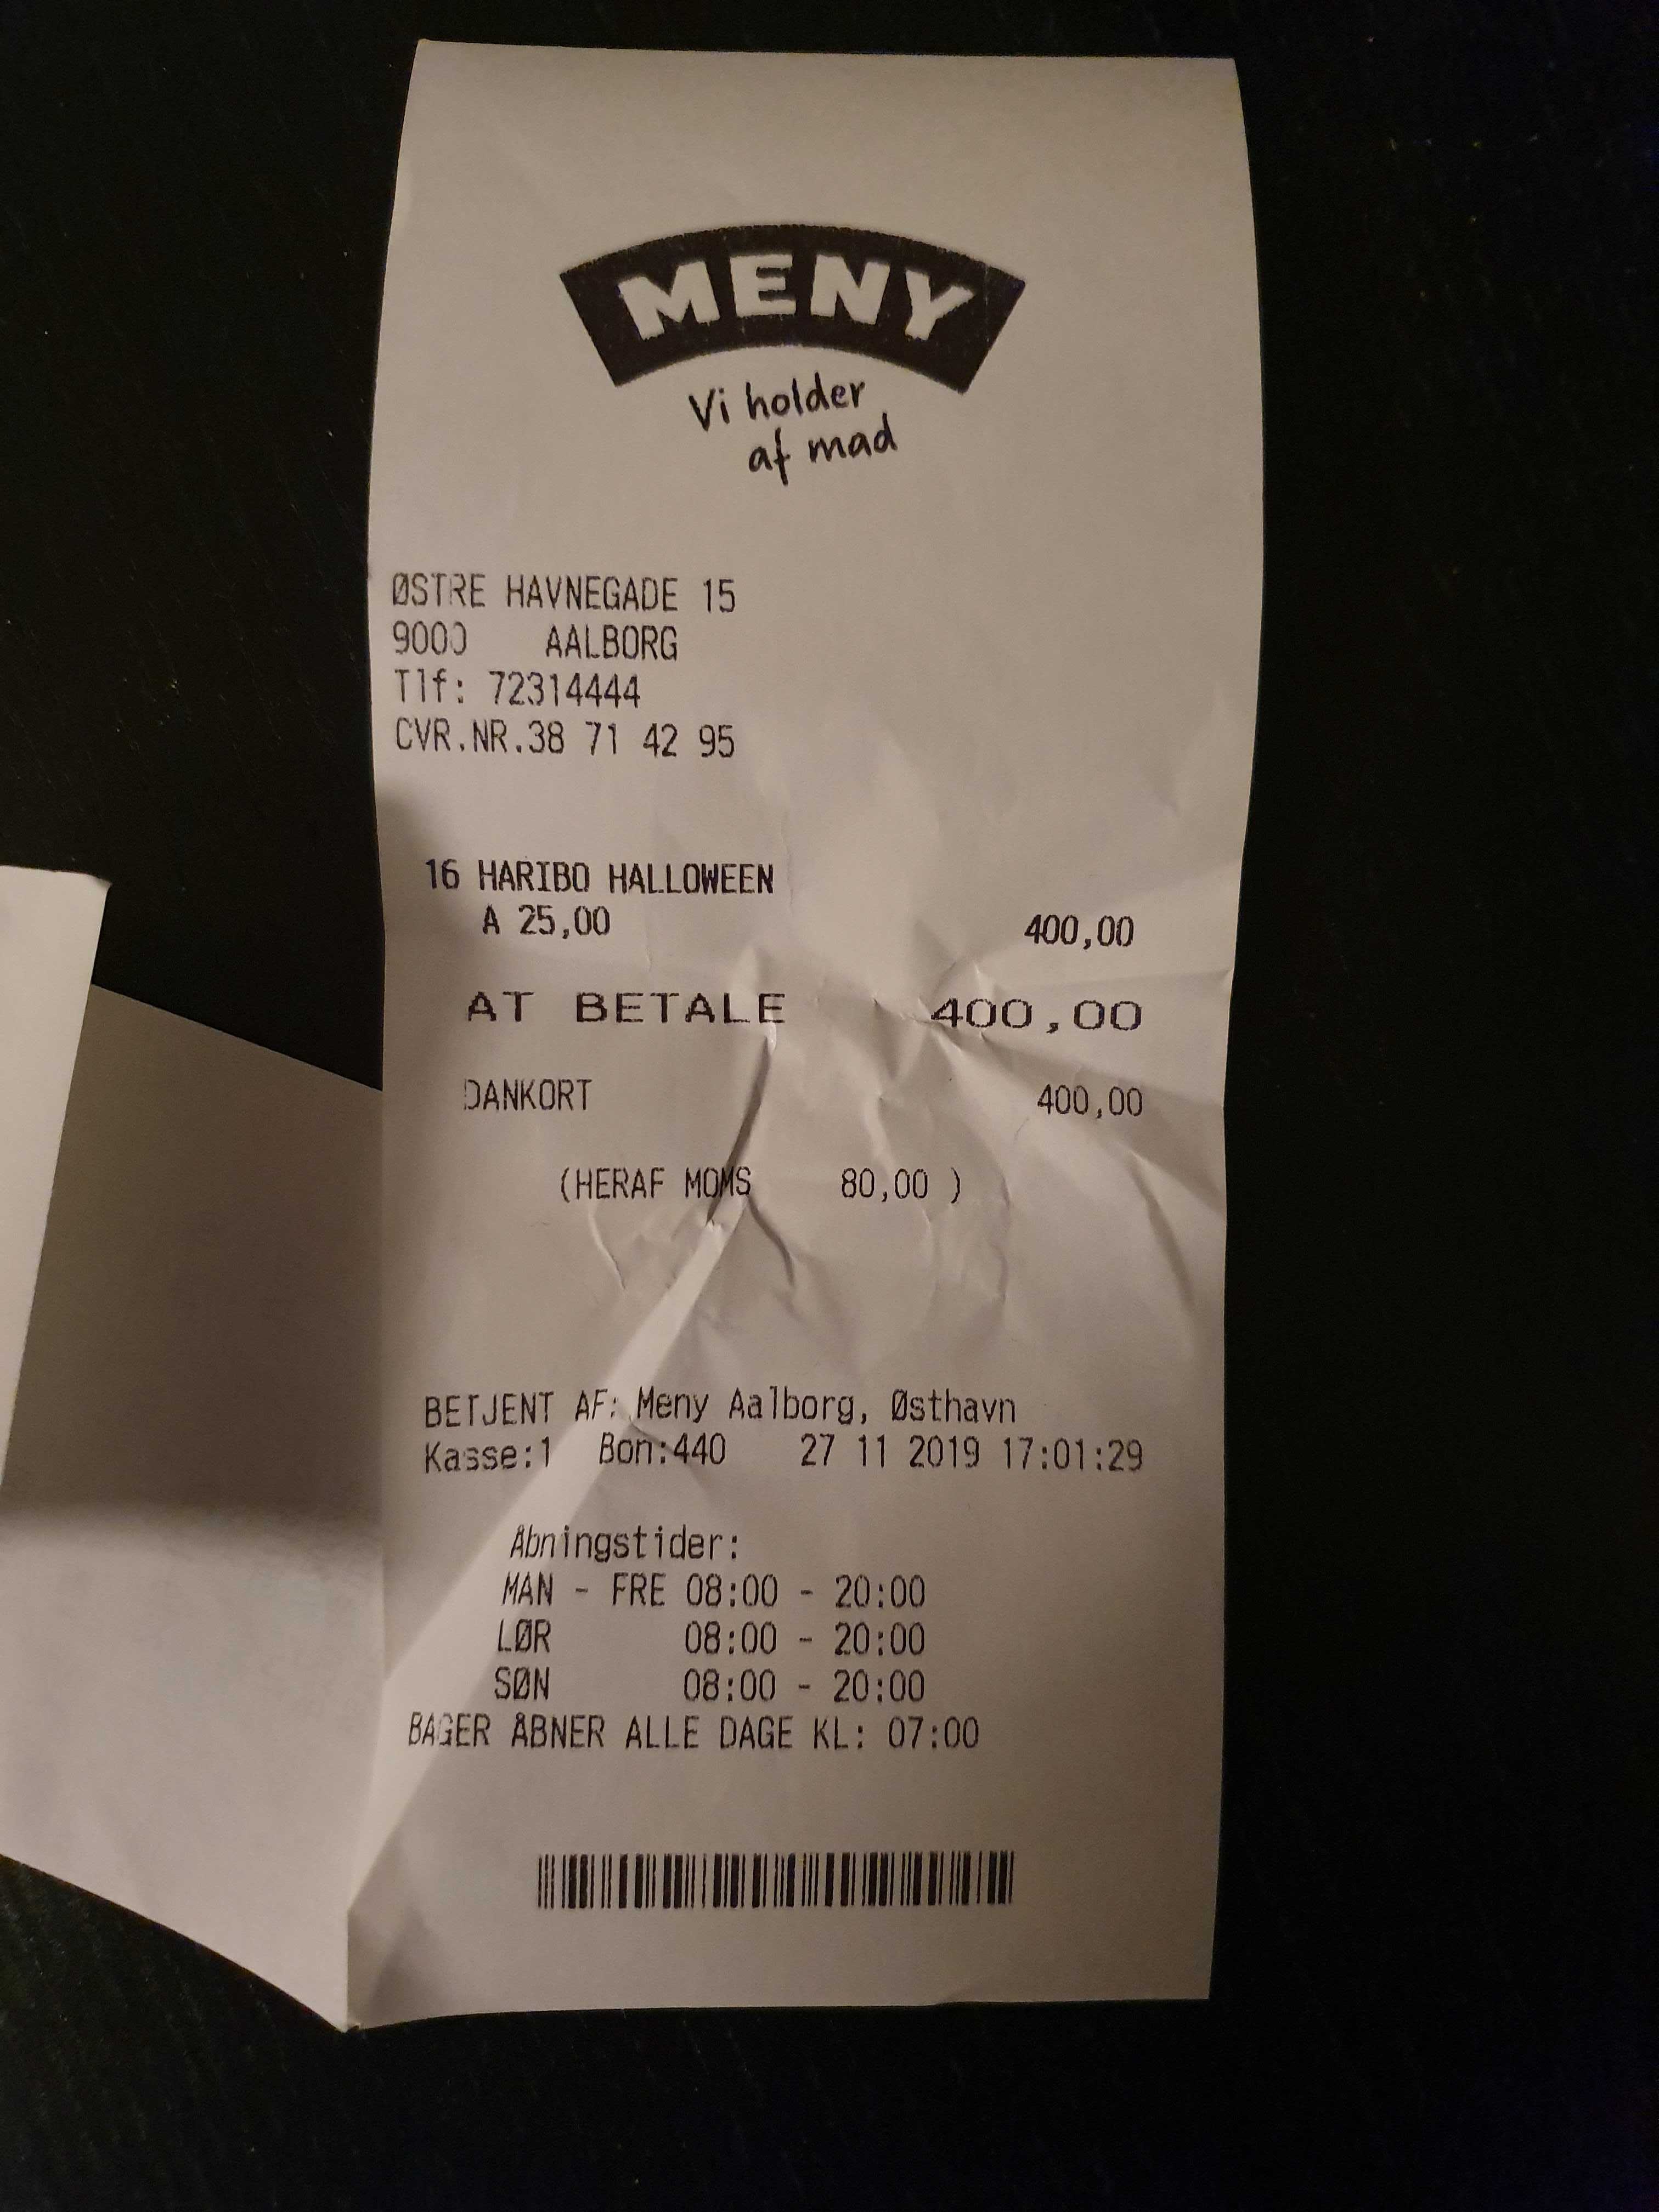 MENY
Vi holder
af mad
ØSTRE HAVNEGADE 15
9000 AALBORG
Tlf: 72314444
CVR.NR.38 71 42 95
16 HARIBO HALLOWEEN
A 25,00 400,00
AT BETALE 400,00
DANKORT 400,00
(HERAF MOMS 80,00 )
BETJENT AF: Meny Aalborg, Østhavn
Kasse:1 Bon:440 27 11 2019 17:01:29
Åbningstider:
MAN - FRE 08:00 - 20:00
LØR 08:00 - 20:00
SØN 08:00 - 20:00
BAGER ÅBNER ALLE DAGE KL: 07:00